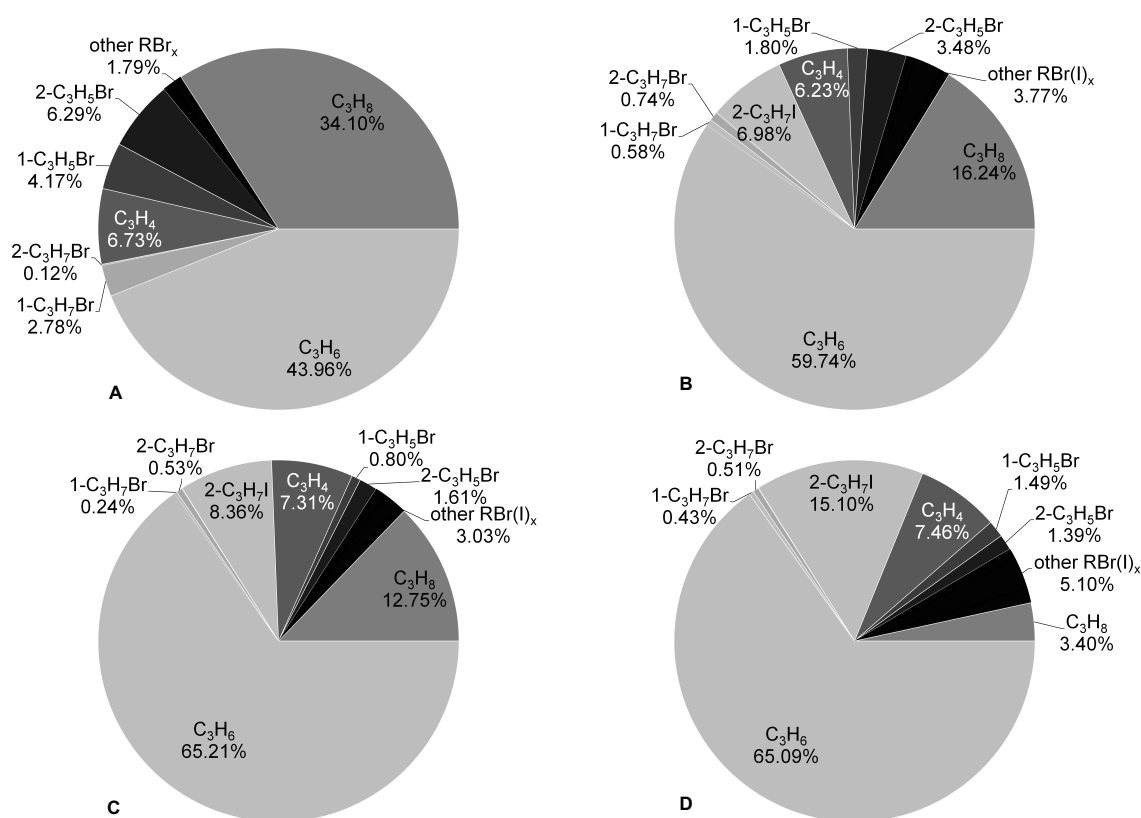 other RBrₓ
1.79%
2-C₃H₅Br
6.29%
1-C₃H₅Br
4.17%
C₃H₄
6.73%
2-C₃H₇Br
0.12%
1-C₃H₇Br
2.78%
C₃H₈
34.10%
C₃H₆
43.96%
A
1-C₃H₅Br
1.80%
2-C₃H₅Br
3.48%
other RBr(I)ₓ
3.77%
C₃H₄
6.23%
2-C₃H₇Br
0.74%
2-C₃H₇I
6.98%
1-C₃H₇Br
0.58%
C₃H₈
16.24%
C₃H₆
59.74%
B
2-C₃H₇Br
0.53%
1-C₃H₇Br
0.24%
2-C₃H₇I
8.36%
C₃H₄
7.31%
1-C₃H₅Br
0.80%
2-C₃H₅Br
1.61%
other RBr(I)ₓ
3.03%
C₃H₈
12.75%
C₃H₆
65.21%
C
2-C₃H₇Br
0.51%
1-C₃H₇Br
0.43%
2-C₃H₇I
15.10%
C₃H₄
7.46%
1-C₃H₅Br
1.49%
2-C₃H₅Br
1.39%
other RBr(I)ₓ
5.10%
C₃H₈
3.40%
C₃H₆
65.09%
D